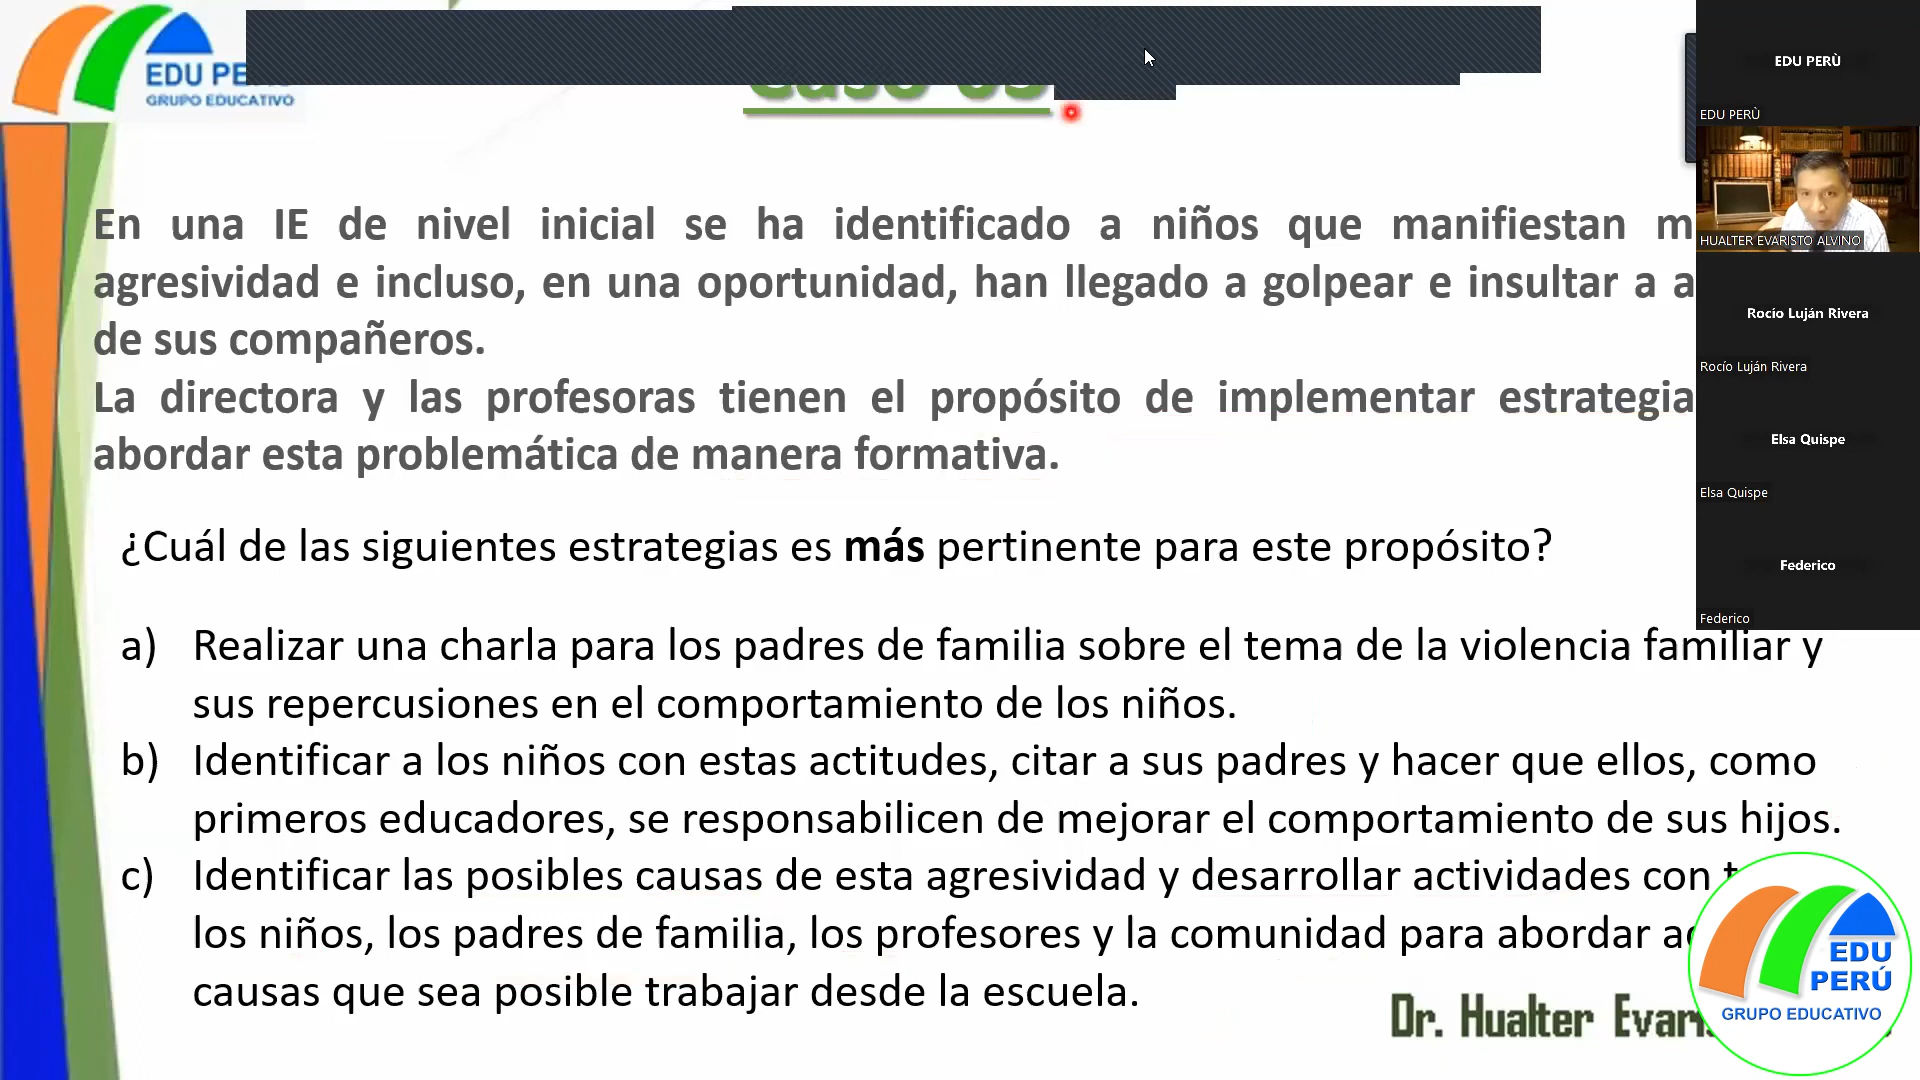 EDU
GRUPO EDUCATIVO
Caso 03
En una IE de nivel inicial se ha identificado a niños que manifiestan
agresividad e incluso, en una oportunidad, han llegado a golpear e insultar a
de sus compañeros.
La directora y las profesoras tienen el propósito de implementar
abordar esta problemática de manera formativa.
¿Cuál de las siguientes estrategias es más pertinente para este propósito?
a) Realizar una charla para los padres de familia sobre el tema de la violencia familiar y
sus repercusiones en el comportamiento de los niños.
b) Identificar a los niños con estas actitudes, citar a sus padres y hacer que ellos, como
primeros educadores, se responsabilicen de mejorar el comportamiento de sus hijos.
c) Identificar las posibles causas de esta agresividad y desarrollar actividades con
los niños, los padres de familia, los profesores y la comunidad para abordar
causas que sea posible trabajar desde la escuela.
Dr. Hualter
EDU
PERÚ
GRUPO EDUCATIVO
EDU PERÙ
EDU PERÙ
HUALTER EVARISTO ALVINO
Rocío Luján Rivera
Rocío Luján Rivera
Elsa Quispe
Elsa Quispe
Federico
Federico